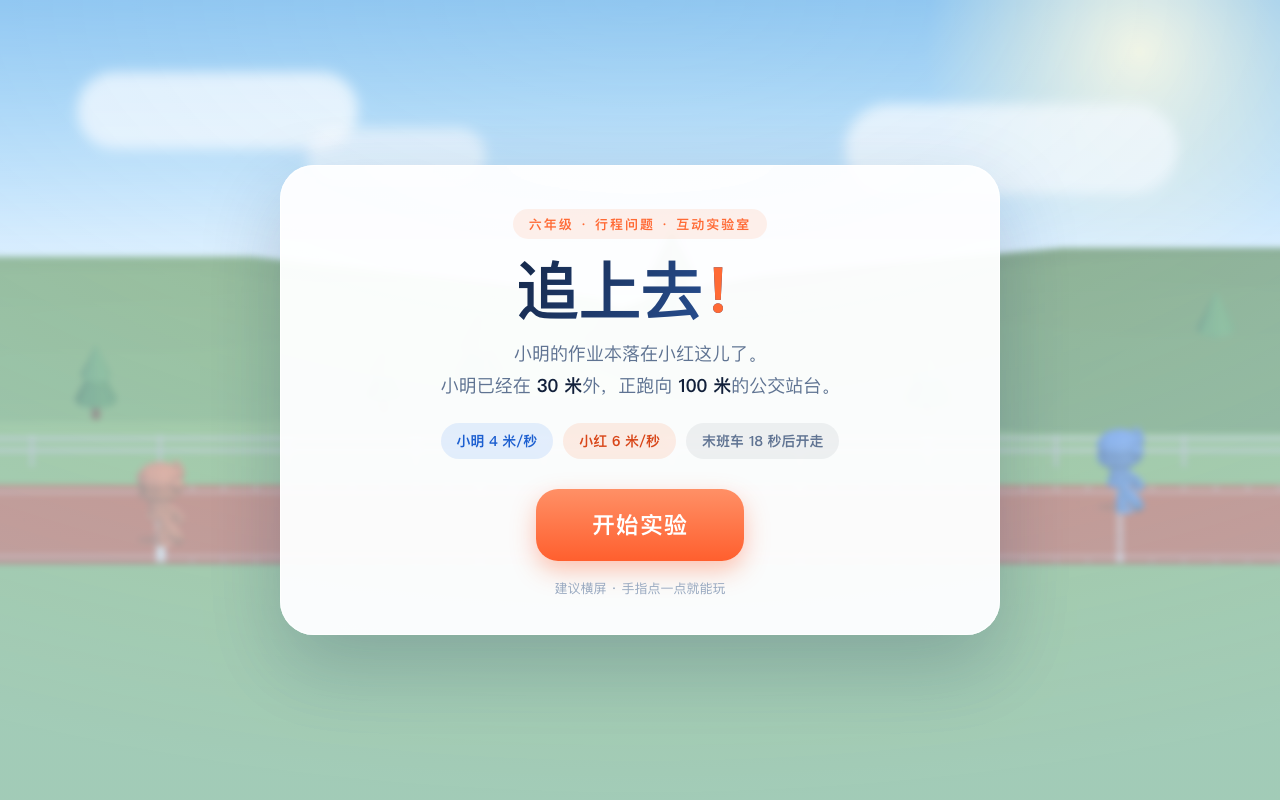 六年级 · 行程问题 · 互动实验室
追上去!
小明的作业本落在小红这儿了。
小明已经在 30 米外，正跑向 100 米的公交站台。
小明 4 米/秒 小红 6 米/秒 末班车 18 秒后开走
开始实验
建议横屏 · 手指点一点就能玩